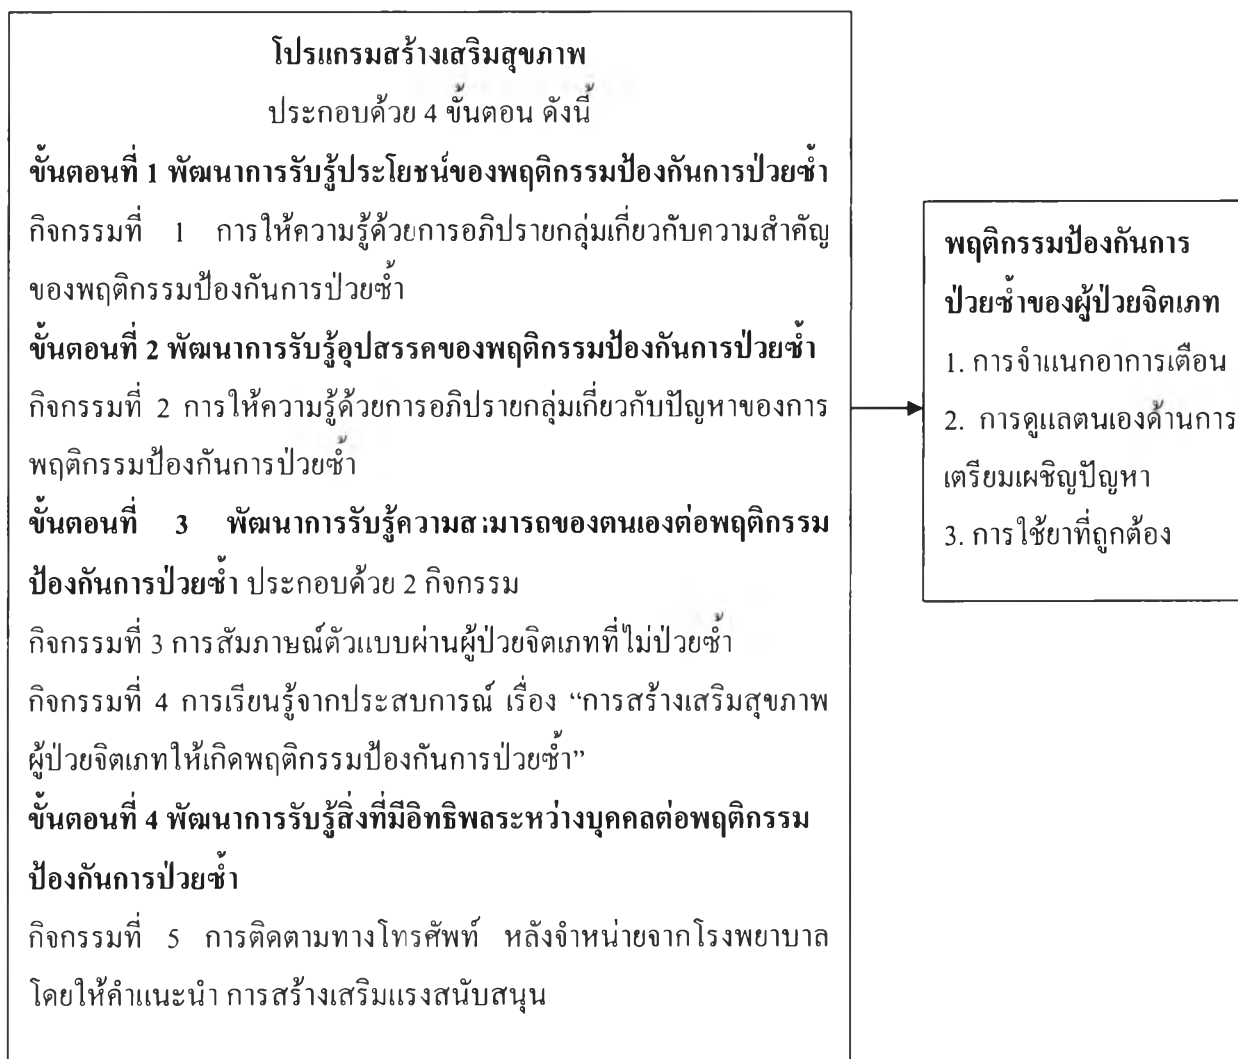 โปรแกรมสร้างเสริมสุขภาพ
ประกอบด้วย 4 ขั้นตอน ดังนี้
ขั้นตอนที่ 1 พัฒนาการรับรู้ประโยชน์ของพฤติกรรมป้องกันการป่วยซ้ำ
กิจกรรมที่ 1 การให้ความรู้ด้วยการอภิปรายกลุ่มเกี่ยวกับความสำคัญ
ของพฤติกรรมป้องกันการป่วยซ้ำ
ขั้นตอนที่ 2 พัฒนาการรับรู้อุปสรรคของพฤติกรรมป้องกันการป่วยซ้ำ
กิจกรรมที่ 2 การให้ความรู้ด้วยการอภิปรายกลุ่มเกี่ยวกับปัญหาของการ
พฤติกรรมป้องกันการป่วยซ้ำ
ขั้นตอนที่ 3 พัฒนาการรับรู้ความสามารถของตนเองต่อพฤติกรรม
ป้องกันการป่วยซ้ำ ประกอบด้วย 2 กิจกรรม
กิจกรรมที่ 3 การสัมภาษณ์ตัวแบบผ่านผู้ป่วยจิตเภทที่ไม่ป่วยซ้ำ
กิจกรรมที่ 4 การเรียนรู้จากประสบการณ์ เรื่อง “การสร้างเสริมสุขภาพ
ผู้ป่วยจิตเภทให้เกิดพฤติกรรมป้องกันการป่วยซ้ำ”
ขั้นตอนที่ 4 พัฒนาการรับรู้สิ่งที่มีอิทธิพลระหว่างบุคคลต่อพฤติกรรม
ป้องกันการป่วยซ้ำ
กิจกรรมที่ 5 การติดตามทางโทรศัพท์ หลังจำหน่ายจากโรงพยาบาล
โดยให้คำแนะนำ การสร้างเสริมแรงสนับสนุน
พฤติกรรมป้องกันการ
ป่วยซ้ำของผู้ป่วยจิตเภท
1. การจำแนกอาการเตือน
2. การดูแลตนเองด้านการ
เตรียมเผชิญปัญหา
3. การใช้ยาที่ถูกต้อง